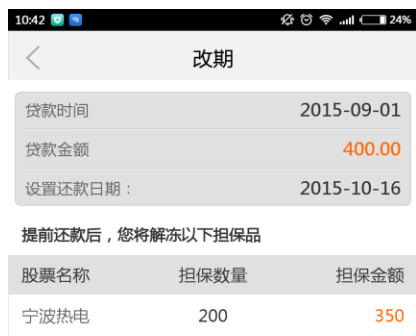 10:42 24%
改期
贷款时间 2015-09-01
贷款金额 400.00
设置还款日期： 2015-10-16
提前还款后，您将解冻以下担保品
股票名称 担保数量 担保金额
宁波热电 200 350